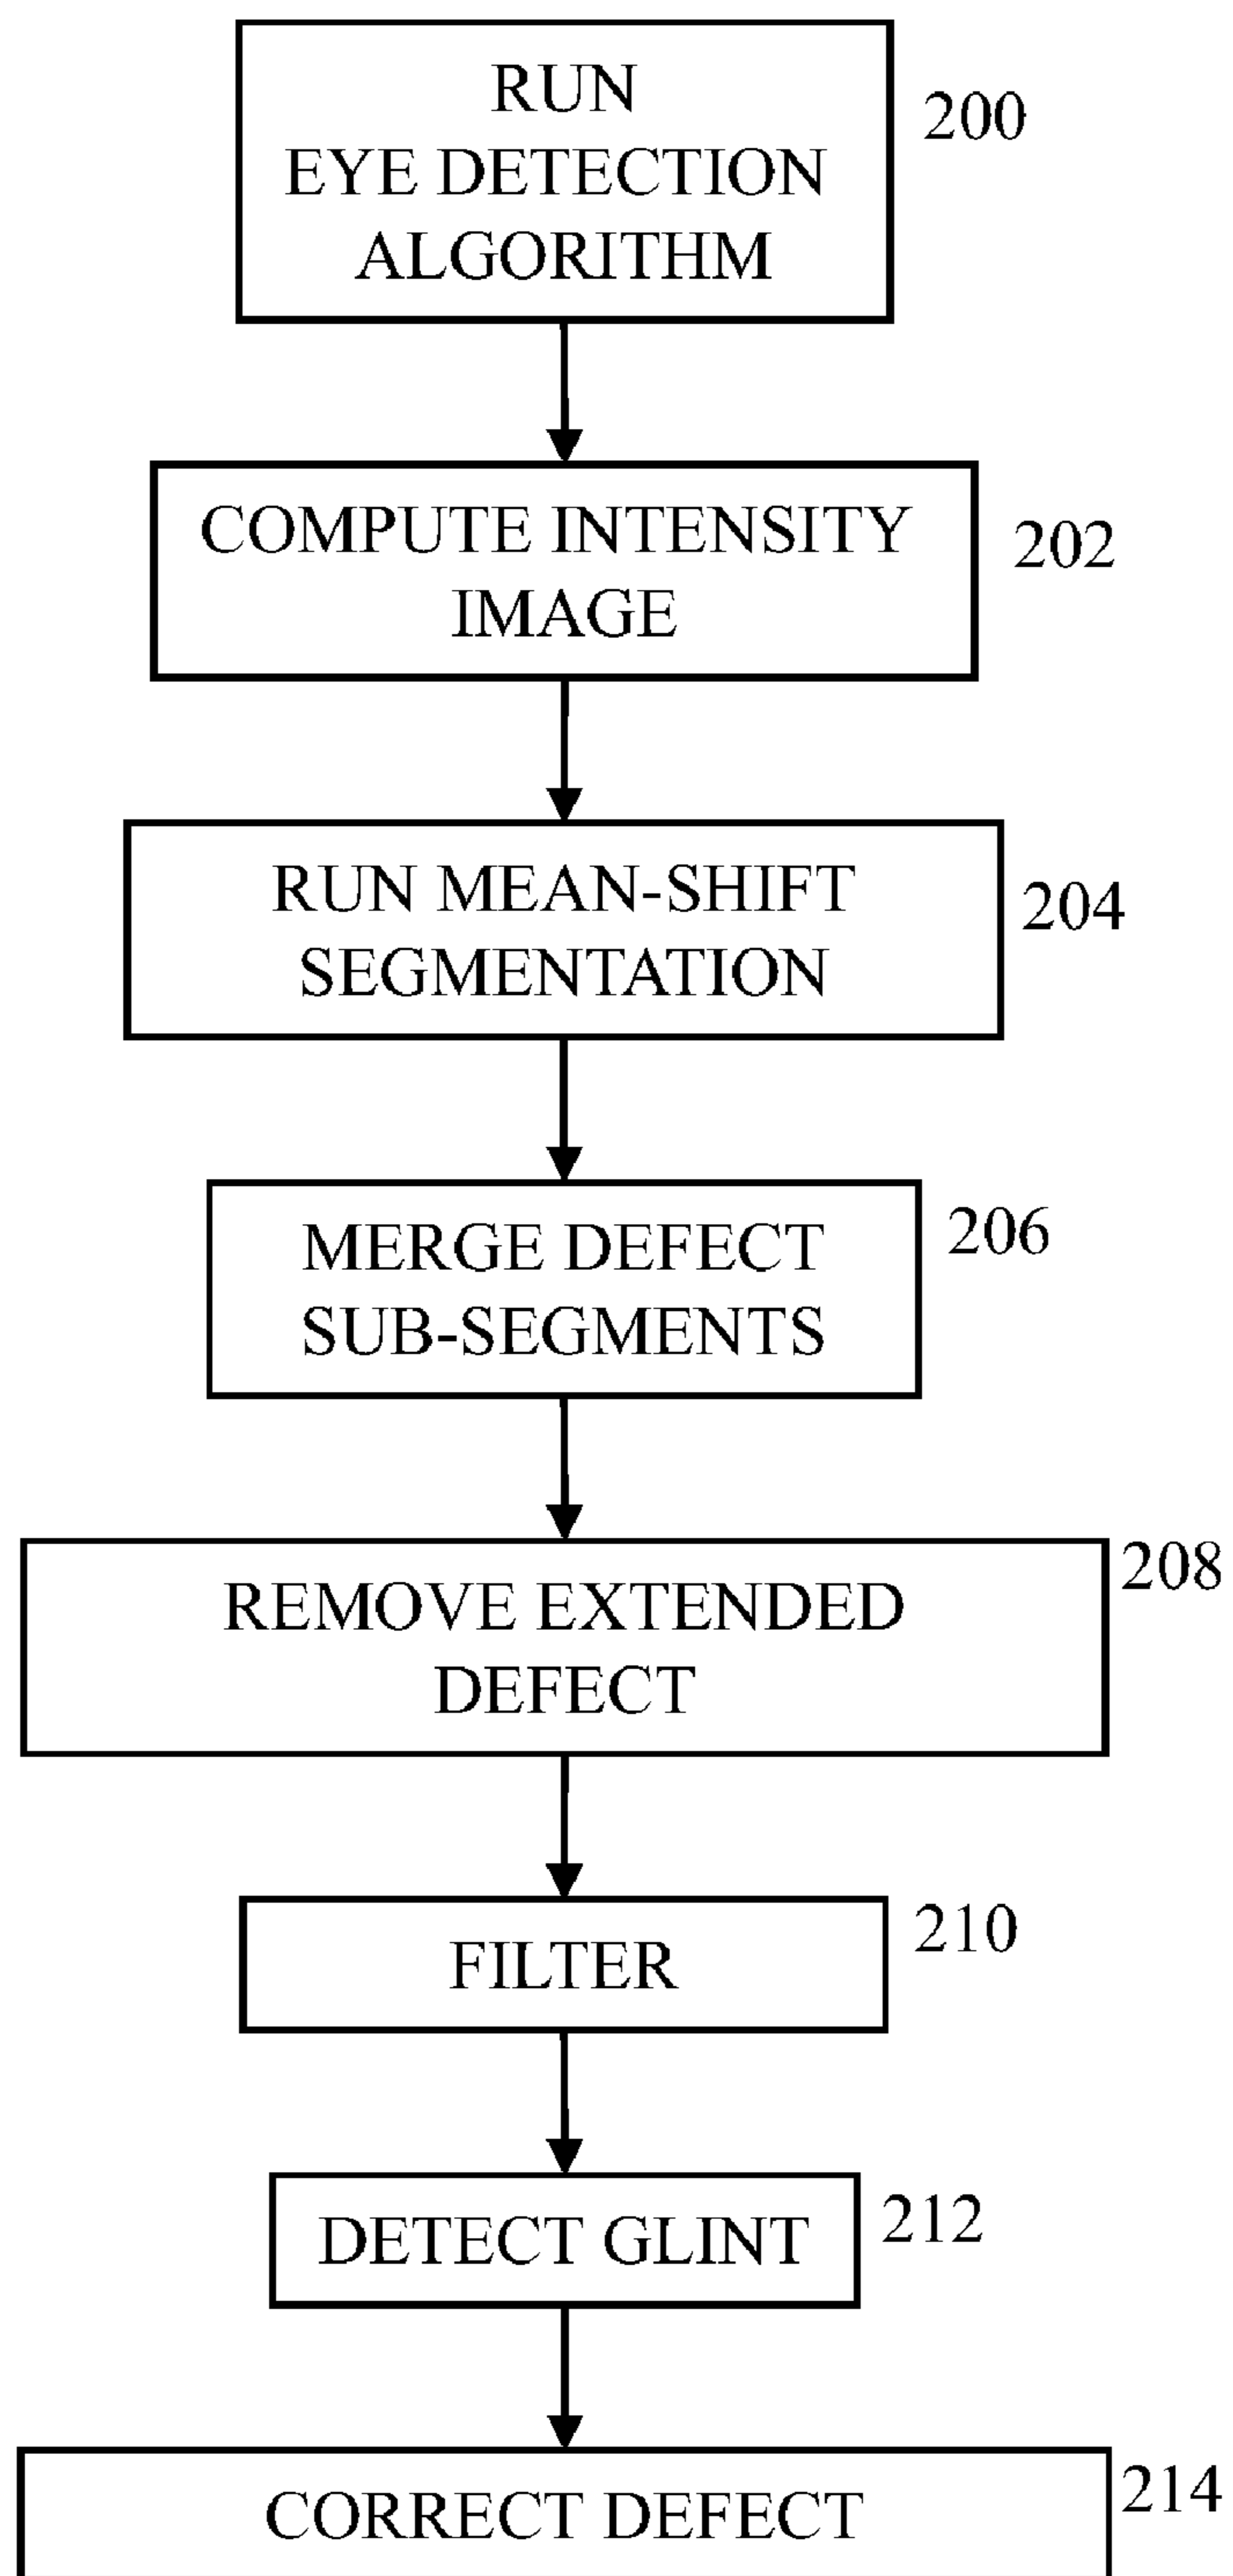 RUN
EYE DETECTION
ALGORITHM
200
COMPUTE INTENSITY
IMAGE
202
RUN MEAN-SHIFT
SEGMENTATION
204
MERGE DEFECT
SUB-SEGMENTS
206
REMOVE EXTENDED
DEFECT
208
FILTER
210
DETECT GLINT
212
CORRECT DEFECT
214